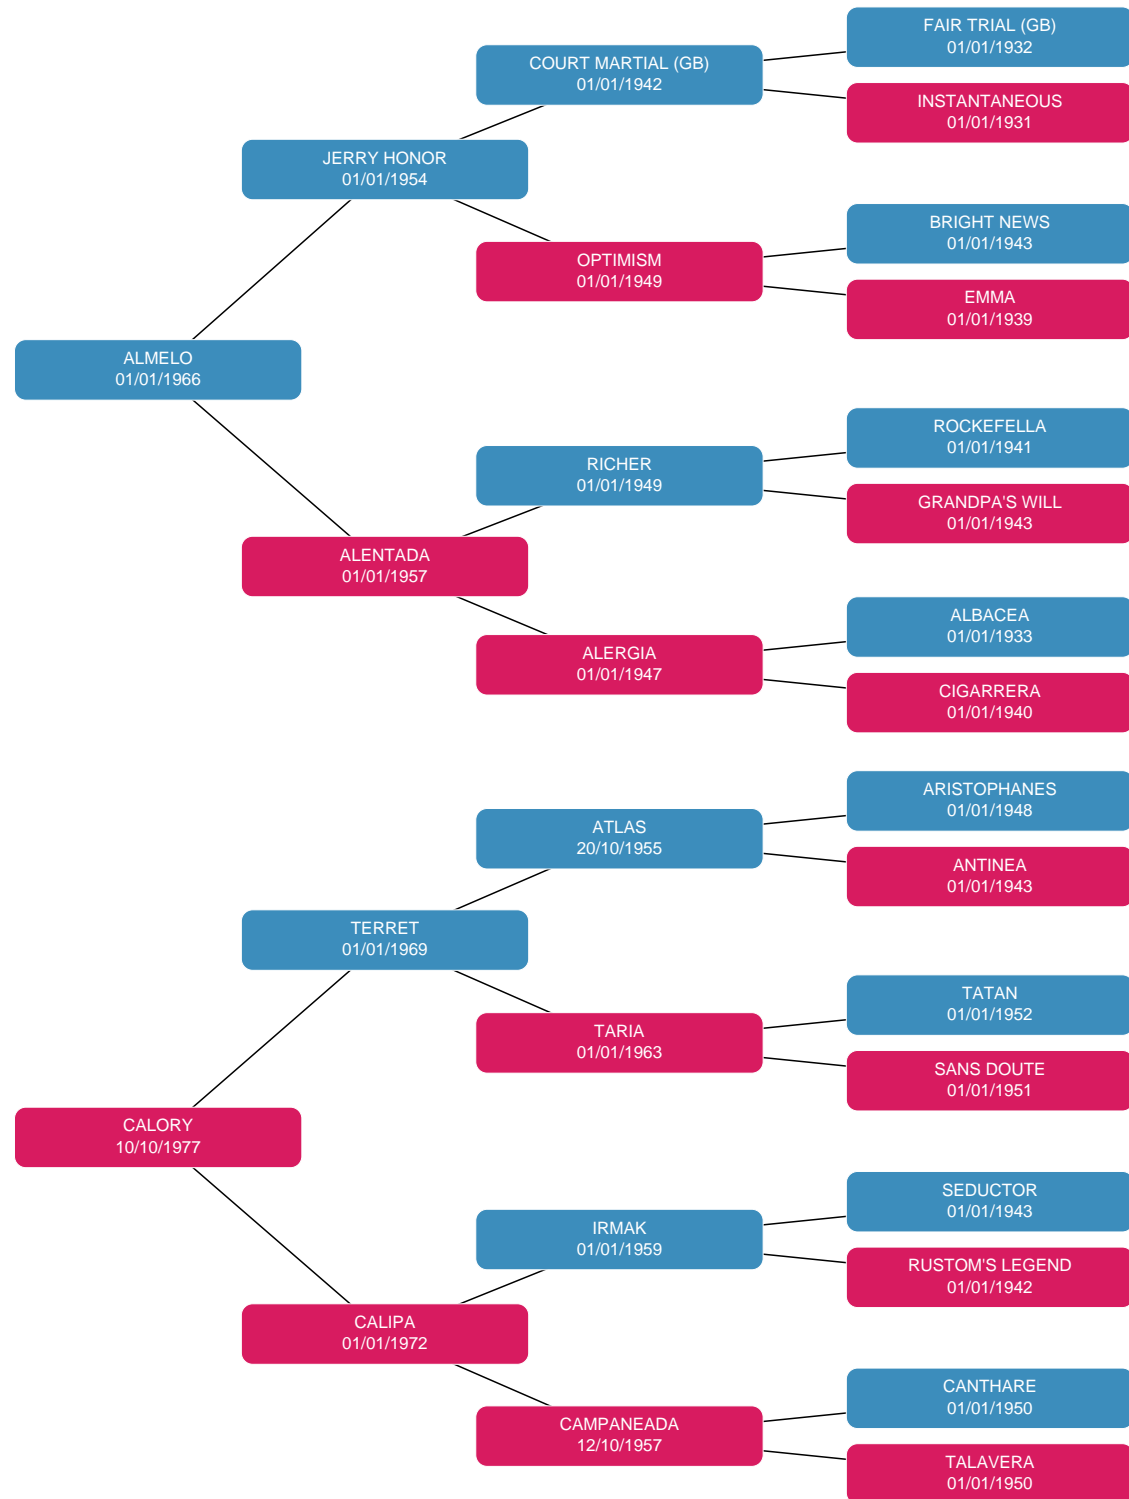 FAIR TRIAL (GB)
01/01/1932
COURT MARTIAL (GB)
01/01/1942
INSTANTANEOUS
01/01/1931
JERRY HONOR
01/01/1954
BRIGHT NEWS
01/01/1943
OPTIMISM
01/01/1949
EMMA
01/01/1939
ALMELO
01/01/1966
ROCKEFELLA
01/01/1941
RICHER
01/01/1949
GRANDPA'S WILL
01/01/1943
ALENTADA
01/01/1957
ALBACEA
01/01/1933
ALERGIA
01/01/1947
CIGARRERA
01/01/1940
ARISTOPHANES
01/01/1948
ATLAS
20/10/1955
ANTINEA
01/01/1943
TERRET
01/01/1969
TATAN
01/01/1952
TARIA
01/01/1963
SANS DOUTE
01/01/1951
CALORY
10/10/1977
SEDUCTOR
01/01/1943
IRMAK
01/01/1959
RUSTOM'S LEGEND
01/01/1942
CALIPA
01/01/1972
CANTHARE
01/01/1950
CAMPANEADA
12/10/1957
TALAVERA
01/01/1950